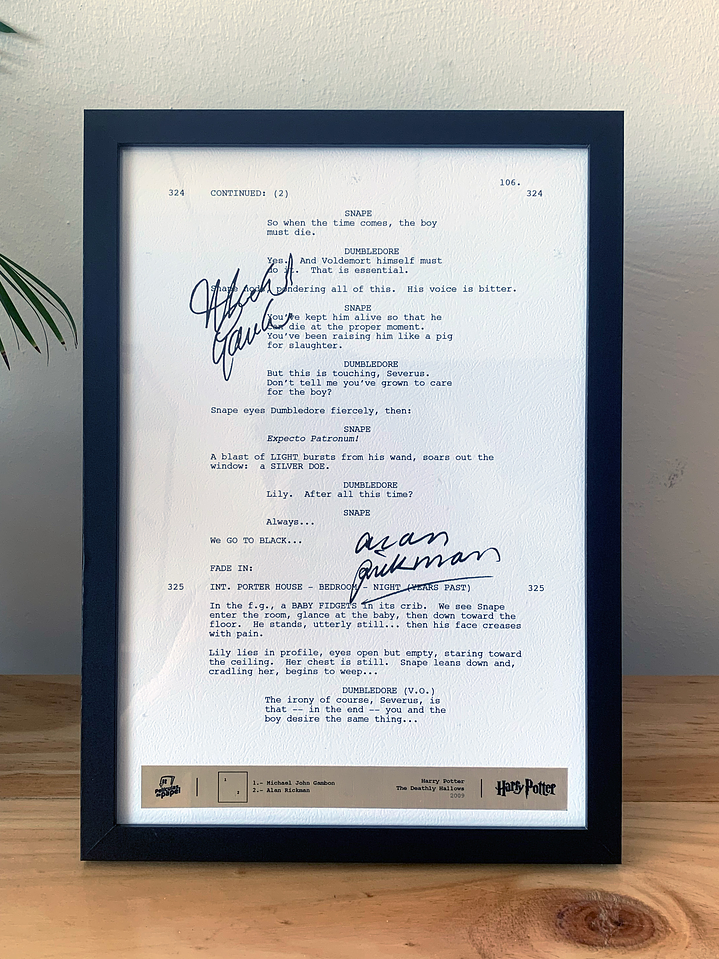 106.
324 CONTINUED: (2) 324
SNAPE
So when the time comes, the boy
must die.
DUMBLEDORE
Yes. And Voldemort himself must
do it. That is essential.
Snape nods, pondering all of this. His voice is bitter.
SNAPE
You've kept him alive so that he
can die at the proper moment.
You've been raising him like a pig
for slaughter.
DUMBLEDORE
But this is touching, Severus.
Don't tell me you've grown to care
for the boy?
Snape eyes Dumbledore fiercely, then:
SNAPE
Expecto Patronum!
A blast of LIGHT bursts from his wand, soars out the
window: a SILVER DOE.
DUMBLEDORE
Lily. After all this time?
SNAPE
Always...
We GO TO BLACK...
FADE IN:
325 INT. PORTER HOUSE - BEDROOM - NIGHT (YEARS PAST) 325
In the f.g., a BABY FIDGETS in its crib. We see Snape
enter the room, glance at the baby, then down toward the
floor. He stands, utterly still... then his face creases
with pain.
Lily lies in profile, eyes open but empty, staring toward
the ceiling. Her chest is still. Snape leans down and,
cradling her, begins to weep...
DUMBLEDORE (V.O.)
The irony of course, Severus, is
that -- in the end -- you and the
boy desire the same thing...
Michael
Gambon
alan
rickman
Películas
de papel
1
2
1.- Michael John Gambon
2.- Alan Rickman
Harry Potter
The Deathly Hallows
2009
Harry Potter